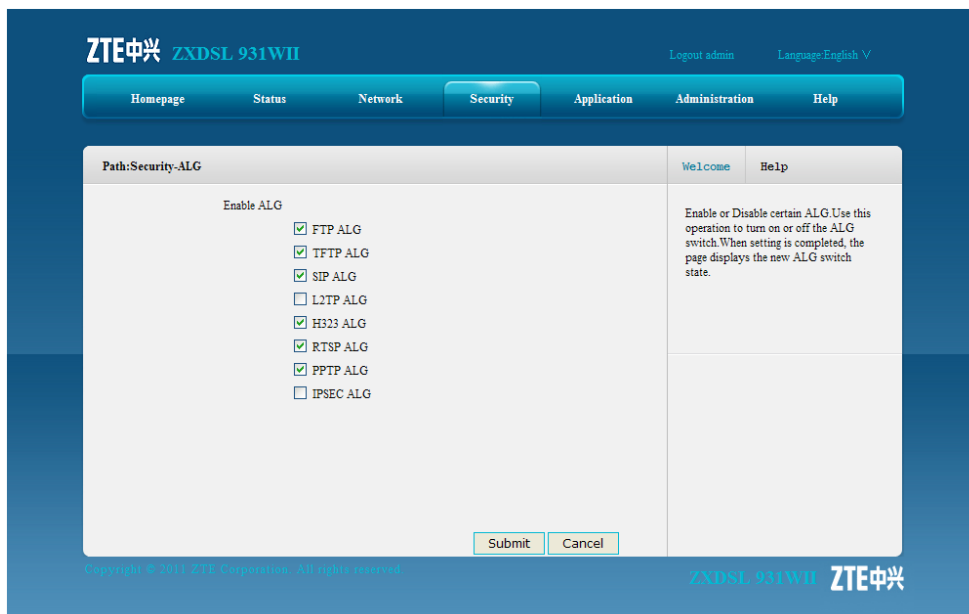 ZTE中兴 ZXDSL 931WII
Logout admin Language:English V
Homepage Status Network Security Application Administration Help
Path:Security-ALG
Welcome Help
Enable ALG
FTP ALG
TFTP ALG
SIP ALG
L2TP ALG
H323 ALG
RTSP ALG
PPTP ALG
IPSEC ALG
Enable or Disable certain ALG.Use this
operation to turn on or off the ALG
switch.When setting is completed, the
page displays the new ALG switch
state.
Submit Cancel
Copyright © 2011 ZTE Corporation. All rights reserved.
ZXDSL 931WII ZTE中兴